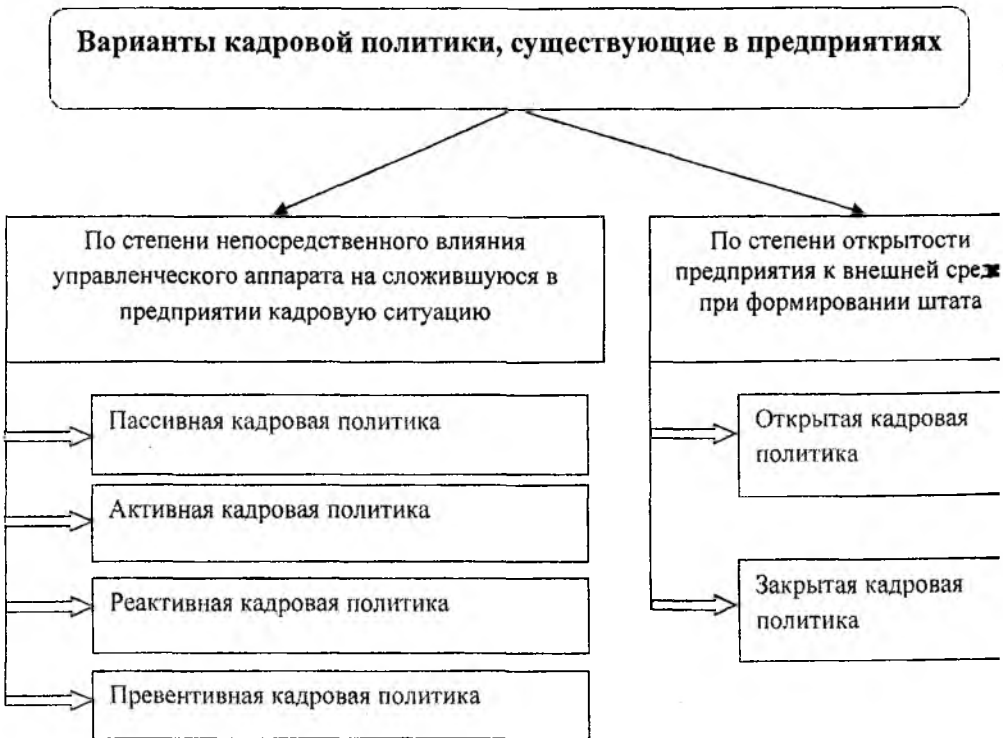 Варианты кадровой политики, существующие в предприятиях
По степени непосредственного влияния
управленческого аппарата на сложившуюся в
предприятии кадровую ситуацию
Пассивная кадровая политика
Активная кадровая политика
Реактивная кадровая политика
Превентивная кадровая политика
По степени открытости
предприятия к внешней
при формировании штата
Открытая кадровая
политика
Закрытая кадровая
политика